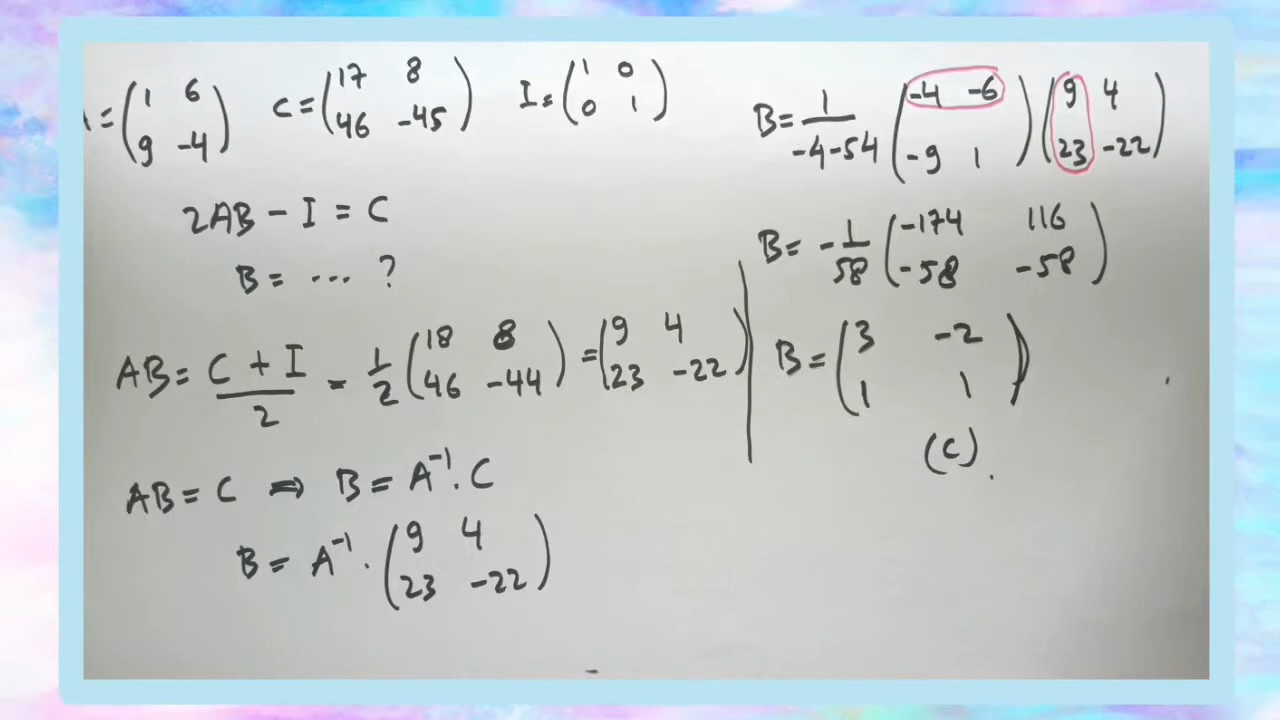 A = (1 6 / 9 -4) C = (17 8 / 46 -45) I = (1 0 / 0 1)
2AB - I = C
B = ... ?
AB = (C + I)/2 = 1/2 (18 8 / 46 -44) = (9 4 / 23 -22)
AB = C ⇒ B = A⁻¹ . C
B = A⁻¹ . (9 4 / 23 -22)
B = 1/(-4-54) (-4 -6 / -9 1) (9 4 / 23 -22)
B = -1/58 (-174 116 / -58 -58)
B = (3 -2 / 1 1)
(C).